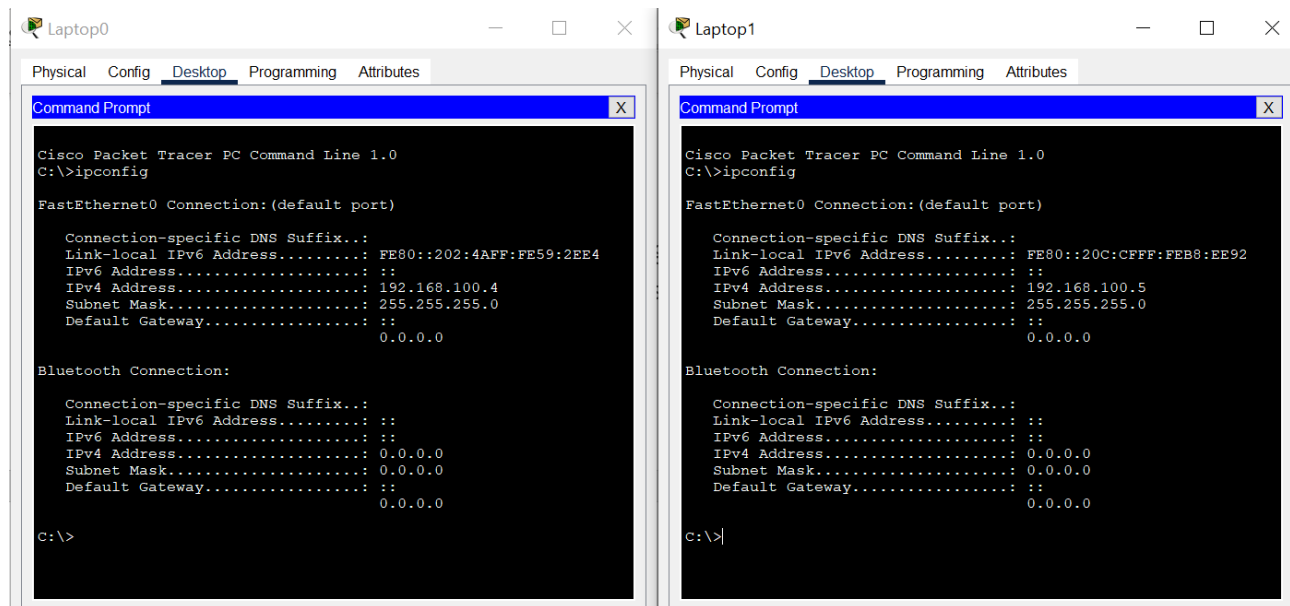 Laptop0
Physical Config Desktop Programming Attributes
Command Prompt X
Cisco Packet Tracer PC Command Line 1.0
C:\>ipconfig
FastEthernet0 Connection:(default port)
Connection-specific DNS Suffix..:
Link-local IPv6 Address.........: FE80::202:4AFF:FE59:2EE4
IPv6 Address....................: ::
IPv4 Address....................: 192.168.100.4
Subnet Mask.....................: 255.255.255.0
Default Gateway.................: ::
0.0.0.0
Bluetooth Connection:
Connection-specific DNS Suffix..:
Link-local IPv6 Address.........: ::
IPv6 Address....................: ::
IPv4 Address....................: 0.0.0.0
Subnet Mask.....................: 0.0.0.0
Default Gateway.................: ::
0.0.0.0
C:\>
Laptop1
Physical Config Desktop Programming Attributes
Command Prompt X
Cisco Packet Tracer PC Command Line 1.0
C:\>ipconfig
FastEthernet0 Connection:(default port)
Connection-specific DNS Suffix..:
Link-local IPv6 Address.........: FE80::20C:CFFF:FEB8:EE92
IPv6 Address....................: ::
IPv4 Address....................: 192.168.100.5
Subnet Mask.....................: 255.255.255.0
Default Gateway.................: ::
0.0.0.0
Bluetooth Connection:
Connection-specific DNS Suffix..:
Link-local IPv6 Address.........: ::
IPv6 Address....................: ::
IPv4 Address....................: 0.0.0.0
Subnet Mask.....................: 0.0.0.0
Default Gateway.................: ::
0.0.0.0
C:\>